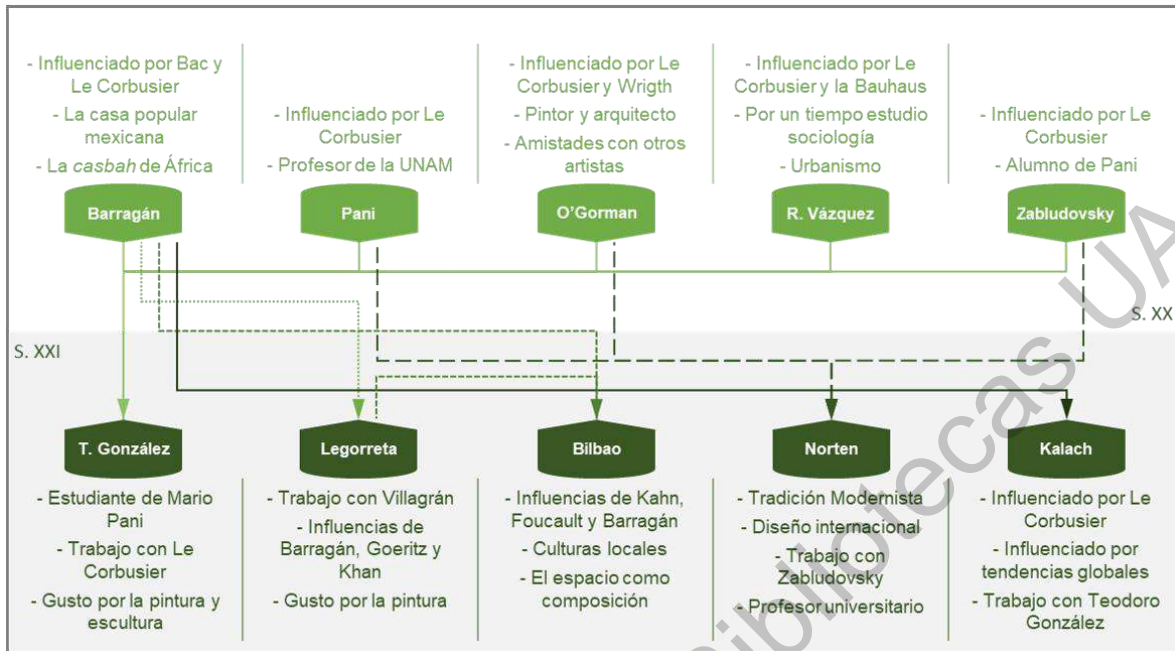 - Influenciado por Bac y
Le Corbusier
- La casa popular
mexicana
- La casbah de África
- Influenciado por Le
Corbusier
- Profesor de la UNAM
- Influenciado por Le
Corbusier y Wrigth
- Pintor y arquitecto
- Amistades con otros
artistas
- Influenciado por Le
Corbusier y la Bauhaus
- Por un tiempo estudio
sociología
- Urbanismo
- Influenciado por Le
Corbusier
- Alumno de Pani
Barragán
Pani
O'Gorman
R. Vázquez
Zabludovsky
S. XX
S. XXI
T. González
Legorreta
Bilbao
Norten
Kalach
- Estudiante de Mario
Pani
- Trabajo con Le
Corbusier
- Gusto por la pintura y
escultura
- Trabajo con Villagrán
- Influencias de
Barragán, Goeritz y
Khan
- Gusto por la pintura
- Influencias de Kahn,
Foucault y Barragán
- Culturas locales
- El espacio como
composición
- Tradición Modernista
- Diseño internacional
- Trabajo con
Zabludovsky
- Profesor universitario
- Influenciado por Le
Corbusier
- Influenciado por
tendencias globales
- Trabajo con Teodoro
González
Bibliotecas UA